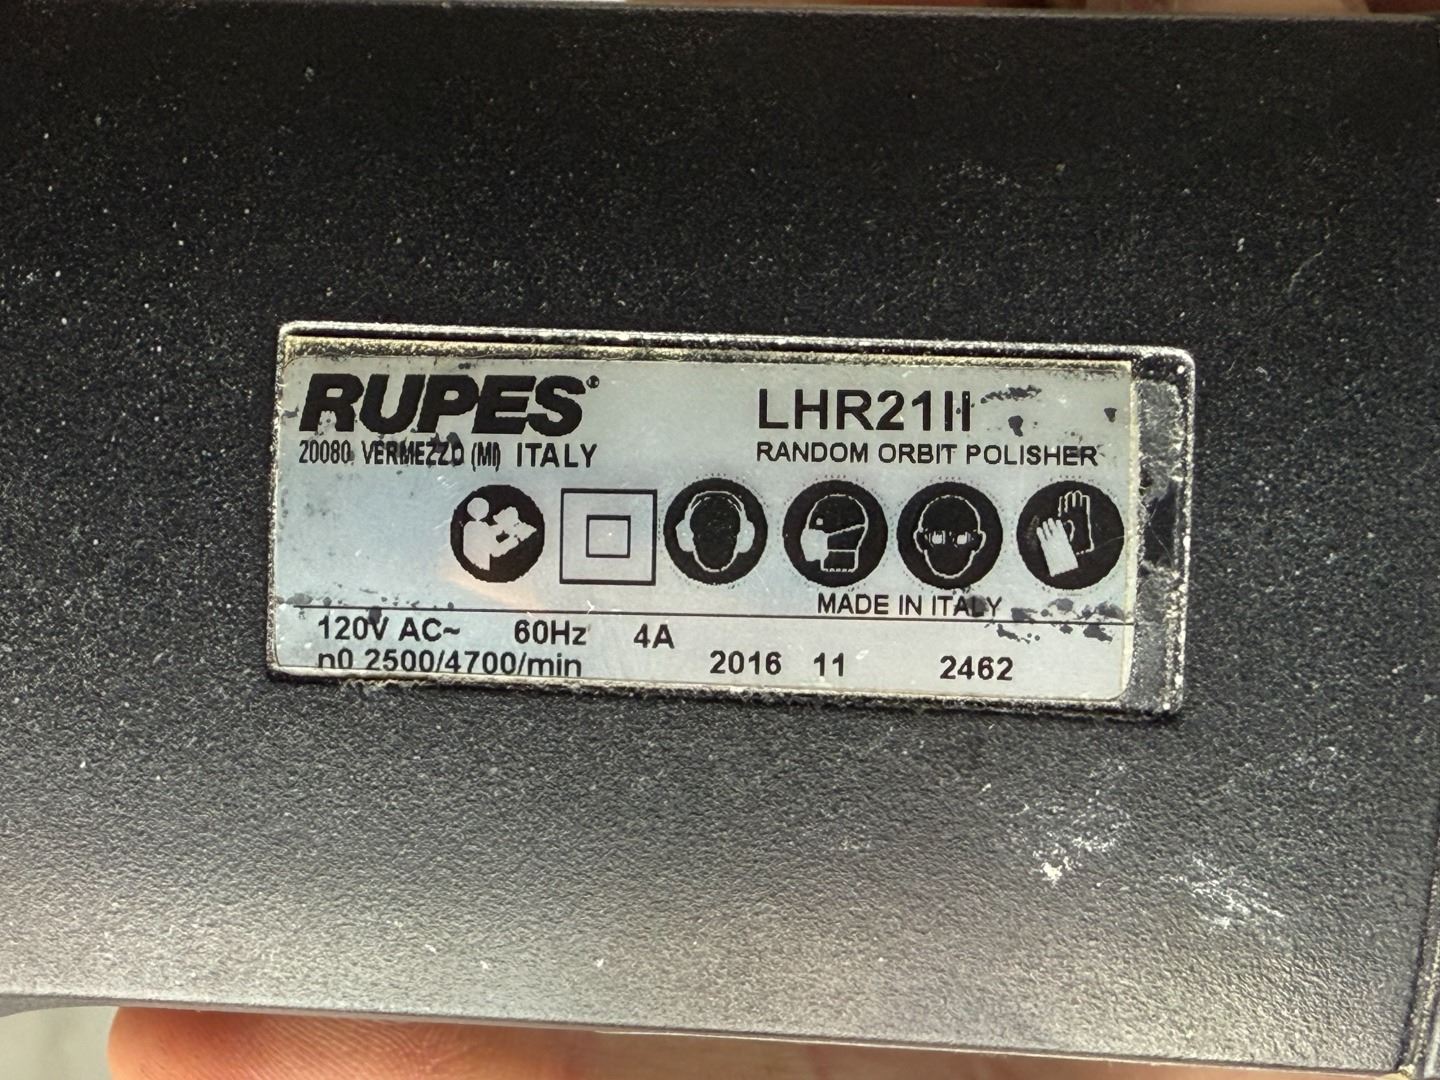 RUPES®
20080 VERMEZZO (MI) ITALY
LHR21II
RANDOM ORBIT POLISHER
MADE IN ITALY
120V AC~ 60Hz 4A
n0 2500/4700/min 2016 11 2462